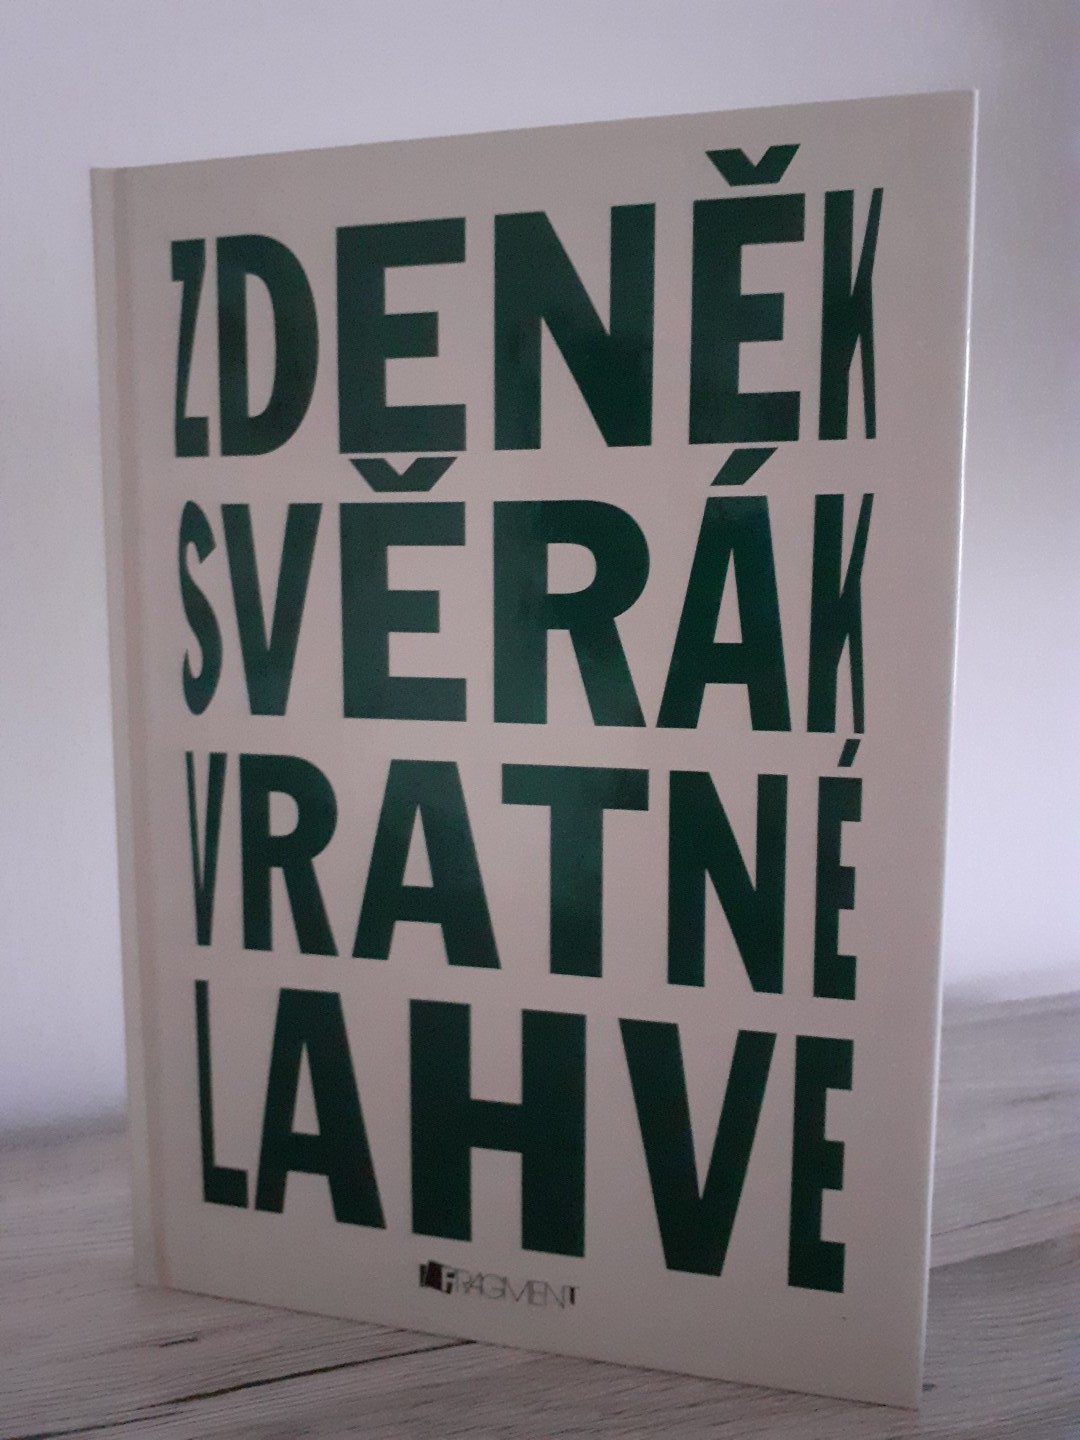 ZDENĚK
SVĚRÁK
VRATNÉ
LAHVE
FRAGMENT